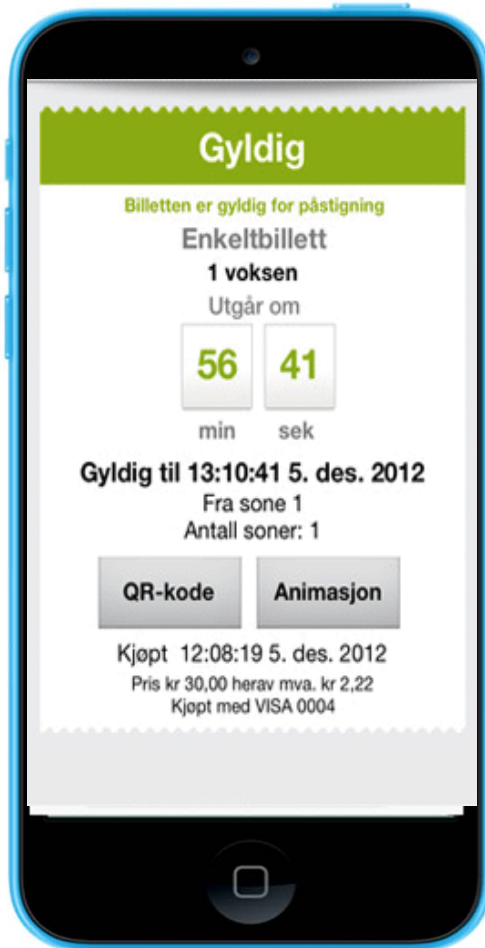 Gyldig
Billetten er gyldig for påstigning
Enkeltbillett
1 voksen
Utgår om
56 41
min sek
Gyldig til 13:10:41 5. des. 2012
Fra sone 1
Antall soner: 1
QR-kode Animasjon
Kjøpt 12:08:19 5. des. 2012
Pris kr 30,00 herav mva. kr 2,22
Kjøpt med VISA 0004